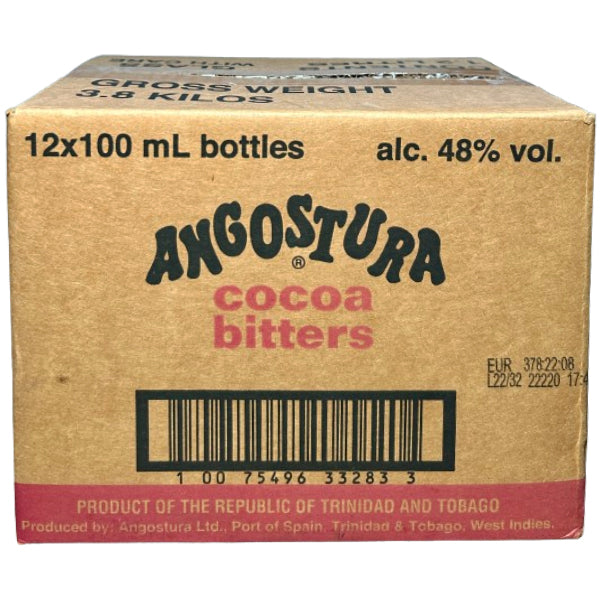 GROSS WEIGHT
3.8 KILOS
12x100 mL bottles
alc. 48% vol.
ANGOSTURA
®
cocoa
bitters
EUR 378:22:08
L22/32 22220 17:4
1 00 75496 33283 3
PRODUCT OF THE REPUBLIC OF TRINIDAD AND TOBAGO
Produced by: Angostura Ltd., Port of Spain, Trinidad & Tobago, West Indies.